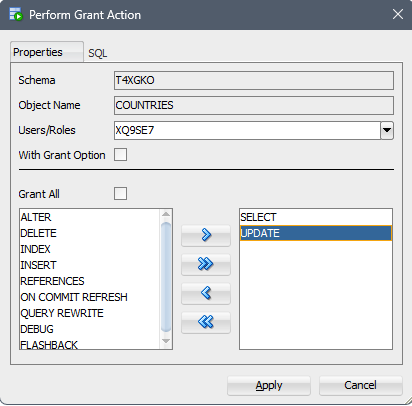 Perform Grant Action
Properties
SQL
Schema
T4XGKO
Object Name
COUNTRIES
Users/Roles
XQ9SE7
With Grant Option
Grant All
ALTER
DELETE
INDEX
INSERT
REFERENCES
ON COMMIT REFRESH
QUERY REWRITE
DEBUG
FLASHBACK
SELECT
UPDATE
Apply
Cancel